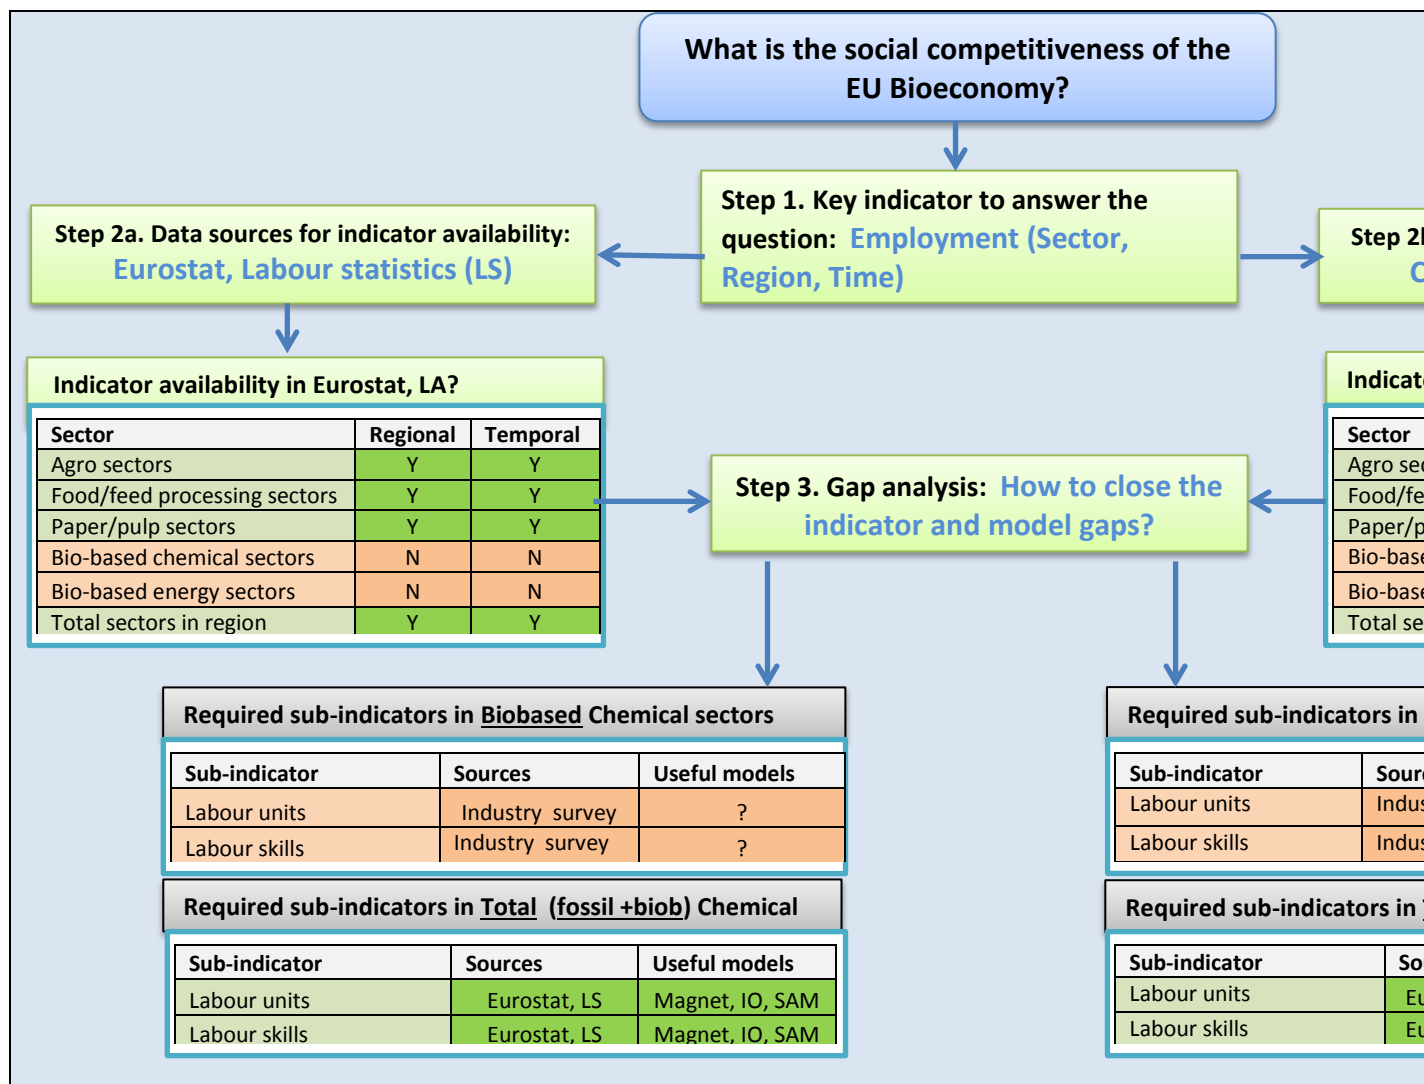 What is the social competitiveness of the
EU Bioeconomy?
Step 1. Key indicator to answer the
question: Employment (Sector,
Region, Time)
Step 2a. Data sources for indicator availability:
Eurostat, Labour statistics (LS)
Step 2
Indicator availability in Eurostat, LA?
Sector Regional Temporal
Agro sectors Y Y
Food/feed processing sectors Y Y
Paper/pulp sectors Y Y
Bio-based chemical sectors N N
Bio-based energy sectors N N
Total sectors in region Y Y
Step 3. Gap analysis: How to close the
indicator and model gaps?
Sector
Agro
Total
Required sub-indicators in Biobased Chemical sectors
Sub-indicator Sources Useful models
Labour units Industry survey ?
Labour skills Industry survey ?
Required sub-indicators in Total (fossil +biob) Chemical
Sub-indicator Sources Useful models
Labour units Eurostat, LS Magnet, IO, SAM
Labour skills Eurostat, LS Magnet, IO, SAM
Required sub-indicators in
Sub-indicator
Labour units
Labour skills
Required sub-indicators in
Sub-indicator
Labour units
Labour skills